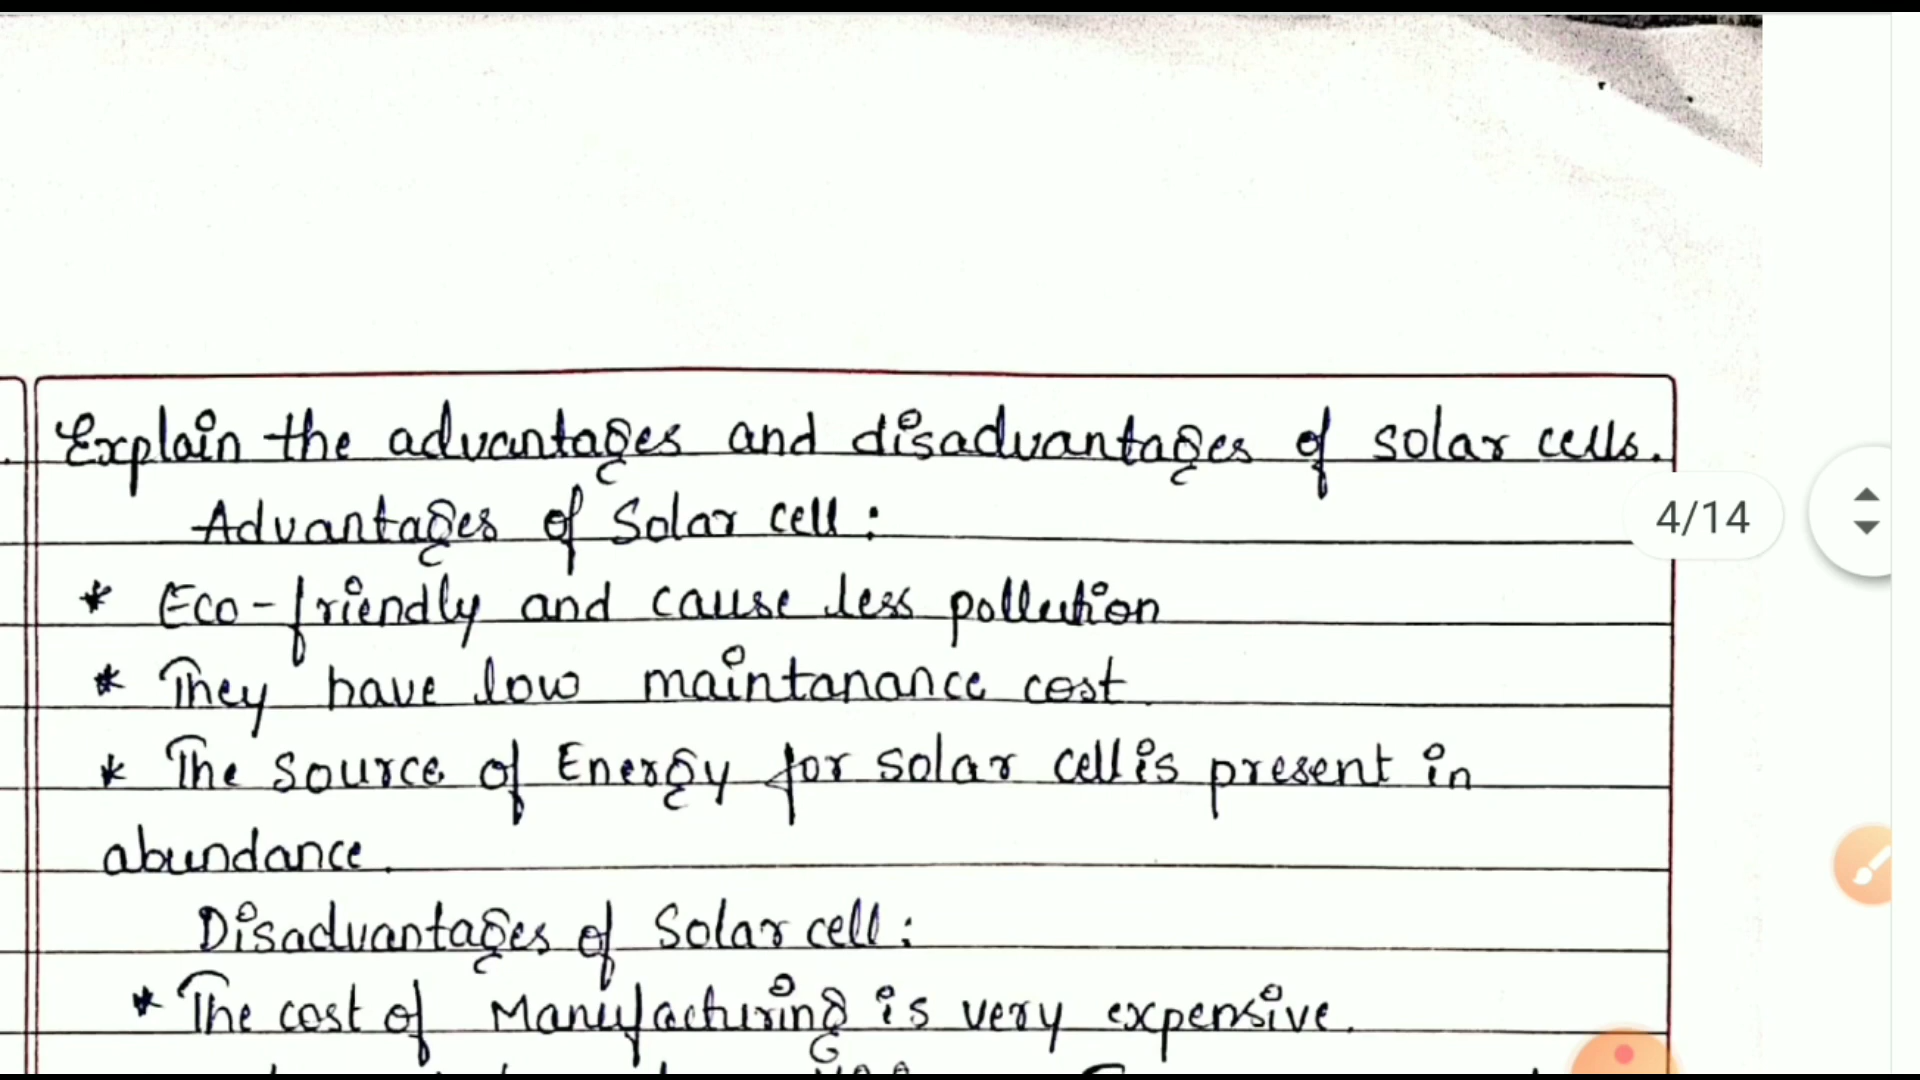 Explain the advantages and disadvantages of solar cells.
Advantages of Solar cell :
* Eco-friendly and cause less pollution
* They have low maintanance cost.
* The source of Energy for solar cell is present in
abundance.
Disadvantages of Solar cell :
* The cost of Manufacturing is very expensive.
4/14